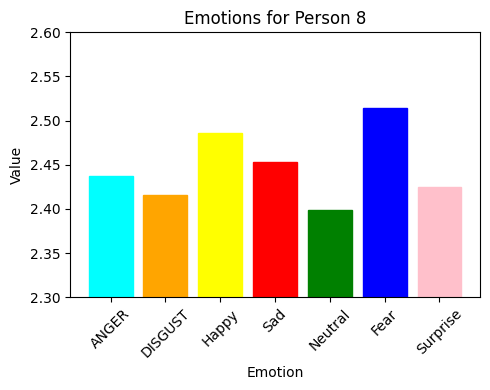 Emotions for Person 8
Value
2.60
2.55
2.50
2.45
2.40
2.35
2.30
ANGER
DISGUST
Happy
Sad
Neutral
Fear
Surprise
Emotion